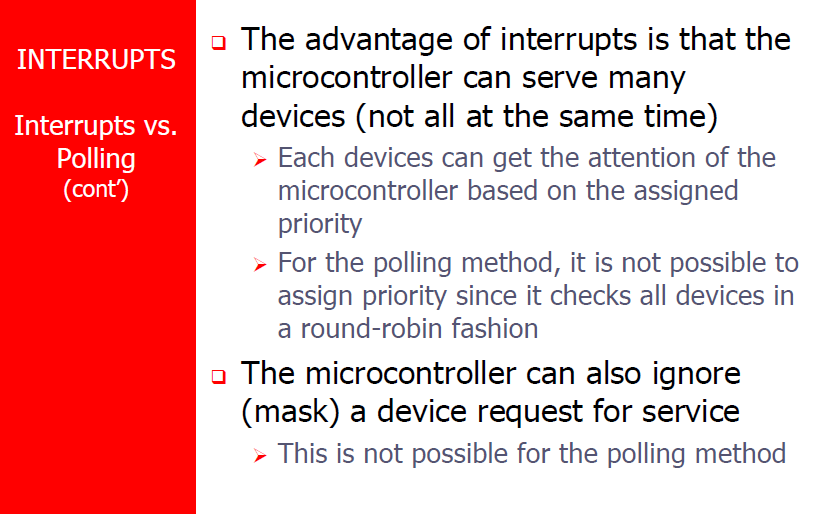 INTERRUPTS
Interrupts vs.
Polling
(cont’)
❑ The advantage of interrupts is that the
microcontroller can serve many
devices (not all at the same time)
➢ Each devices can get the attention of the
microcontroller based on the assigned
priority
➢ For the polling method, it is not possible to
assign priority since it checks all devices in
a round-robin fashion
❑ The microcontroller can also ignore
(mask) a device request for service
➢ This is not possible for the polling method